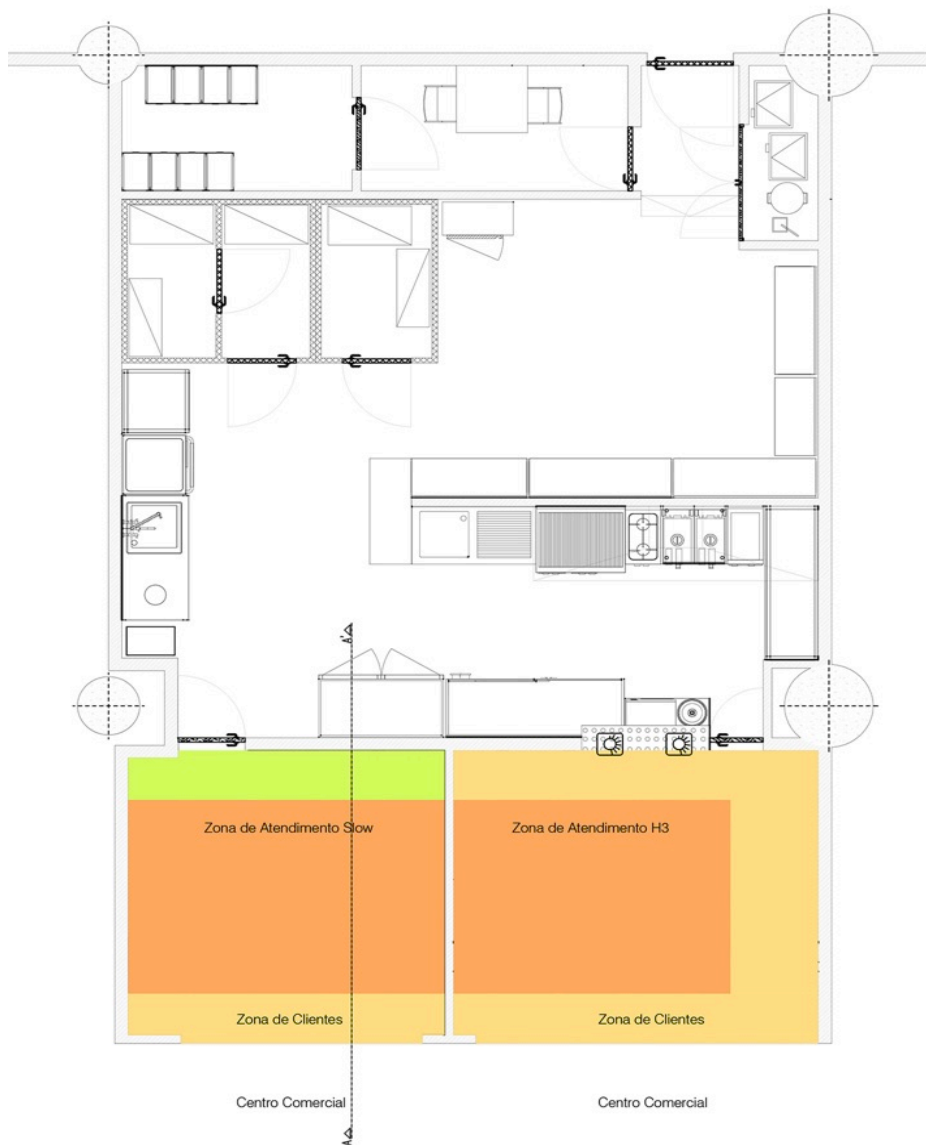 A'
Zona de Atendimento Slow
Zona de Atendimento H3
Zona de Clientes
Zona de Clientes
Centro Comercial
Centro Comercial
A